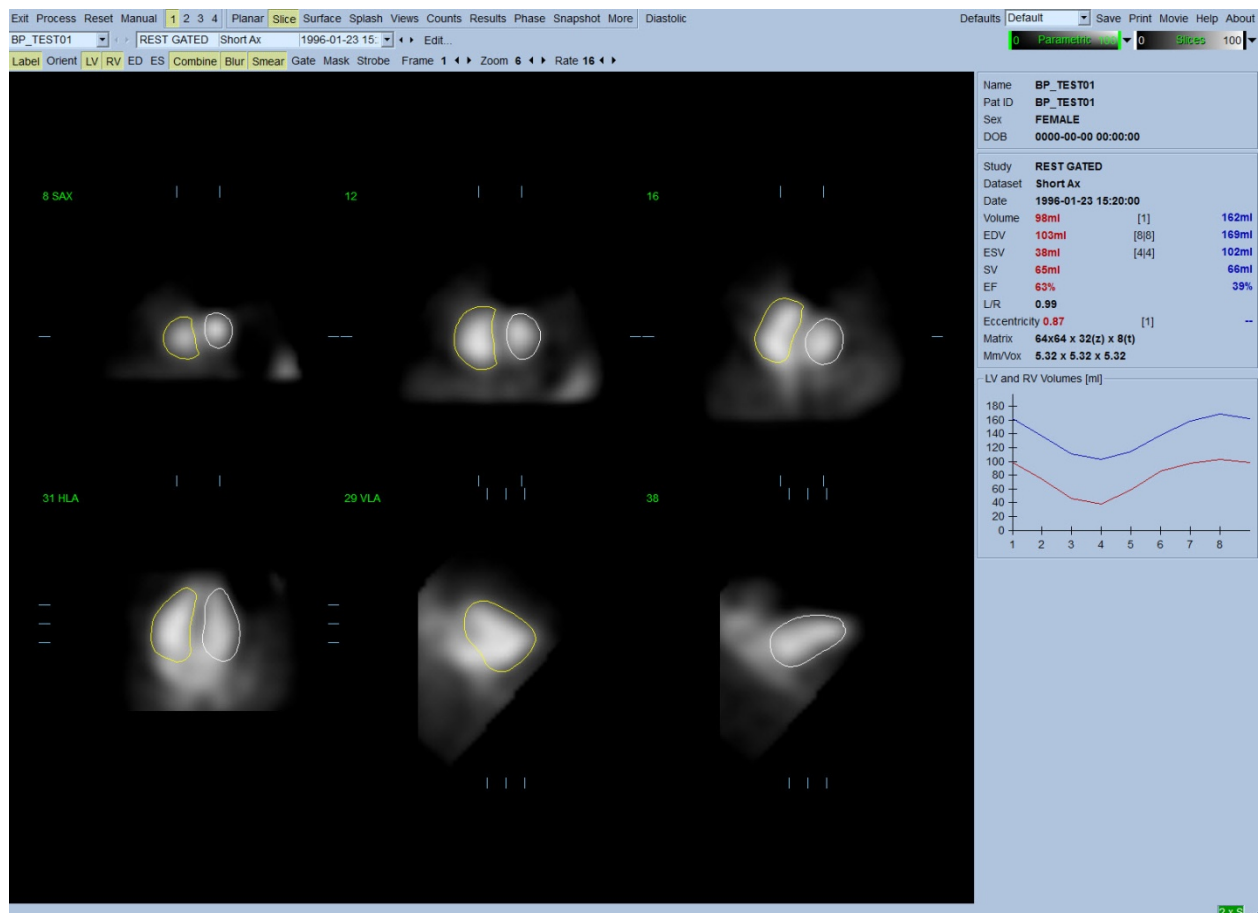 Exit Process Reset Manual 1 2 3 4 Planar Slice Surface Splash Views Counts Results Phase Snapshot More Diastolic Defaults Default Save Print Movie Help About
BP_TEST01 REST GATED Short Ax 1996-01-23 15: Edit... 0 Parametric 100 0 Slices 100
Label Orient LV RV ED ES Combine Blur Smear Gate Mask Strobe Frame 1 Zoom 6 Rate 16
8 SAX 12 16
31 HLA 29 VLA 38
Name BP_TEST01
Pat ID BP_TEST01
Sex FEMALE
DOB 0000-00-00 00:00:00
Study REST GATED
Dataset Short Ax
Date 1996-01-23 15:20:00
Volume 98ml [1] 162ml
EDV 103ml [8|8] 169ml
ESV 38ml [4|4] 102ml
SV 65ml 66ml
EF 63% 39%
L/R 0.99
Eccentricity 0.87 [1] --
Matrix 64x64 x 32(z) x 8(t)
Mm/Vox 5.32 x 5.32 x 5.32
LV and RV Volumes [ml]
180
160
140
120
100
80
60
40
20
0
1 2 3 4 5 6 7 8